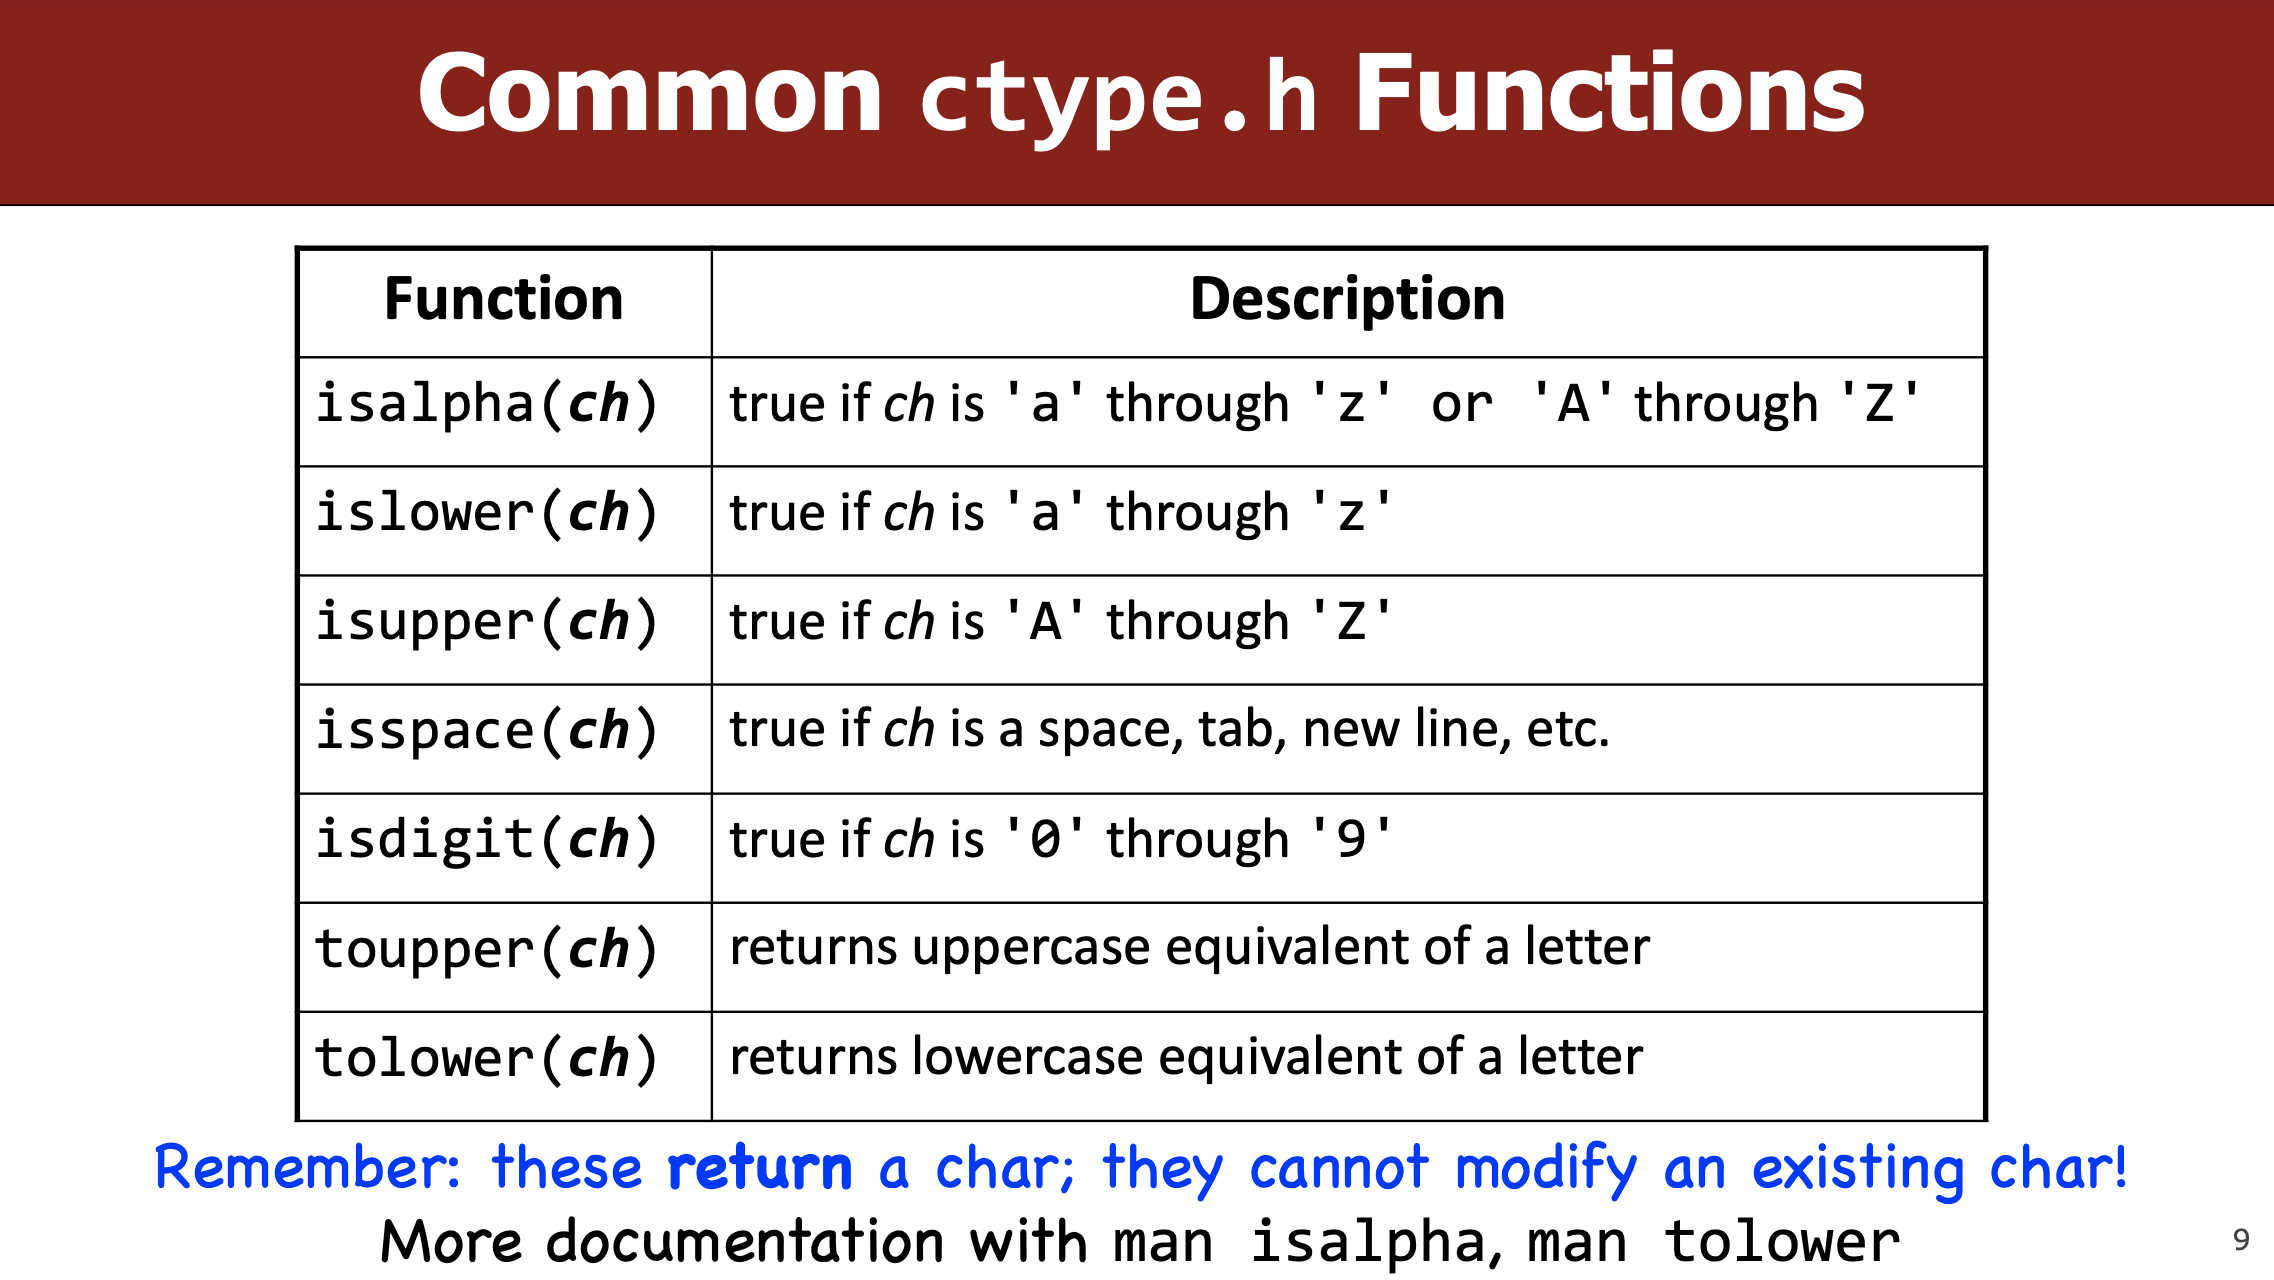 Common ctype.h Functions
Function Description
isalpha(ch) true if ch is 'a' through 'z' or 'A' through 'Z'
islower(ch) true if ch is 'a' through 'z'
isupper(ch) true if ch is 'A' through 'Z'
isspace(ch) true if ch is a space, tab, new line, etc.
isdigit(ch) true if ch is '0' through '9'
toupper(ch) returns uppercase equivalent of a letter
tolower(ch) returns lowercase equivalent of a letter
Remember: these return a char; they cannot modify an existing char!
More documentation with man isalpha, man tolower
9